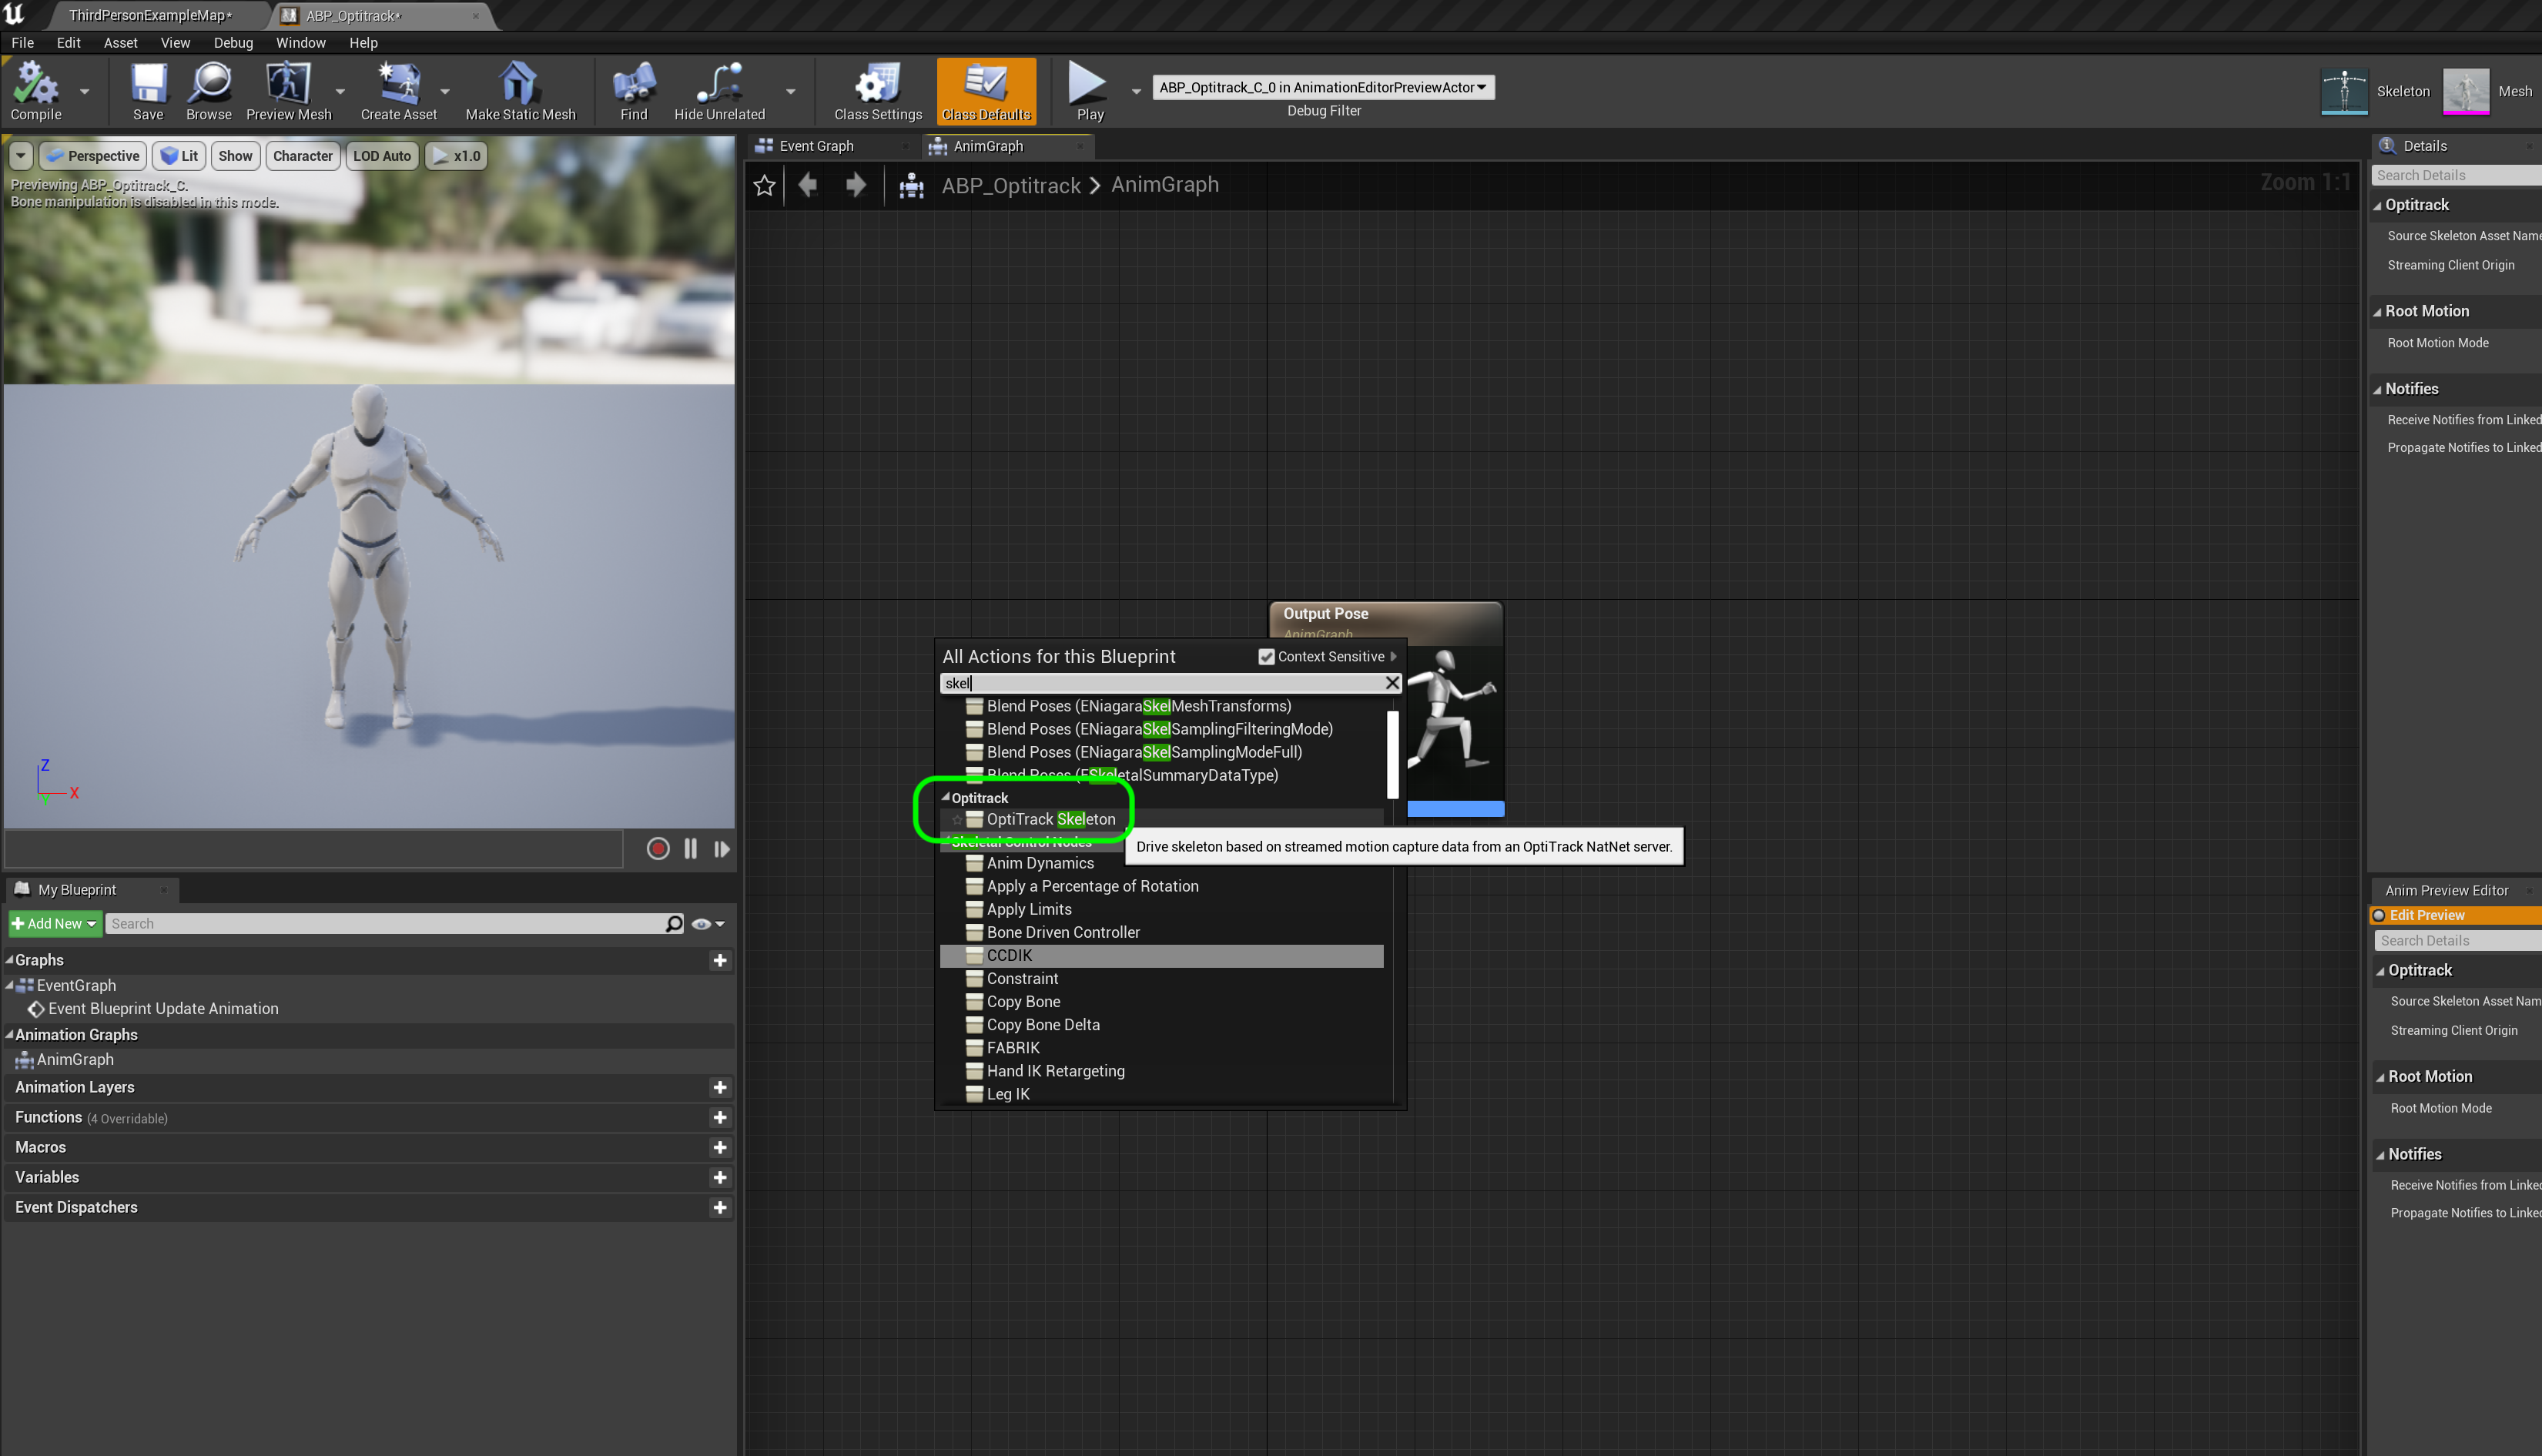 ThirdPersonExampleMap*
ABP_Optitrack*
File Edit Asset View Debug Window Help
Compile Save Browse Preview Mesh Create Asset Make Static Mesh Find Hide Unrelated Class Settings Class Defaults Play
ABP_Optitrack_C_0 in AnimationEditorPreviewActor
Debug Filter
Skeleton Mesh
Perspective Lit Show Character LOD Auto x1.0
Previewing ABP_Optitrack_C.
Bone manipulation is disabled in this mode.
Z
X
Y
My Blueprint
Add New Search
Graphs
EventGraph
Event Blueprint Update Animation
Animation Graphs
AnimGraph
Animation Layers
Functions (4 Overridable)
Macros
Variables
Event Dispatchers
Event Graph AnimGraph
ABP_Optitrack > AnimGraph
Zoom 1:1
Output Pose
AnimGraph
All Actions for this Blueprint Context Sensitive
skel
Blend Poses (ENiagaraSkelMeshTransforms)
Blend Poses (ENiagaraSkelSamplingFilteringMode)
Blend Poses (ENiagaraSkelSamplingModeFull)
Blend Poses (ESkeletalSummaryDataType)
Optitrack
OptiTrack Skeleton
Skeletal Control Nodes
Drive skeleton based on streamed motion capture data from an OptiTrack NatNet server.
Anim Dynamics
Apply a Percentage of Rotation
Apply Limits
Bone Driven Controller
CCDIK
Constraint
Copy Bone
Copy Bone Delta
FABRIK
Hand IK Retargeting
Leg IK
Details
Search Details
Optitrack
Source Skeleton Asset Name
Streaming Client Origin
Root Motion
Root Motion Mode
Notifies
Receive Notifies from Linked
Propagate Notifies to Linked
Anim Preview Editor
Edit Preview
Search Details
Optitrack
Source Skeleton Asset Nam
Streaming Client Origin
Root Motion
Root Motion Mode
Notifies
Receive Notifies from Linke
Propagate Notifies to Linke